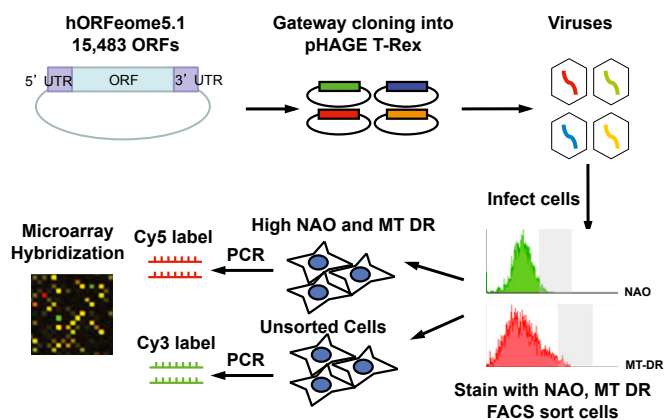 hORFeome5.1
15,483 ORFs
Gateway cloning into
pHAGE T-Rex
Viruses
5’ UTR
ORF
3’ UTR
Infect cells
Microarray
Hybridization
Cy5 label
PCR
High NAO and MT DR
NAO
Cy3 label
PCR
Unsorted Cells
MT-DR
Stain with NAO, MT DR
FACS sort cells